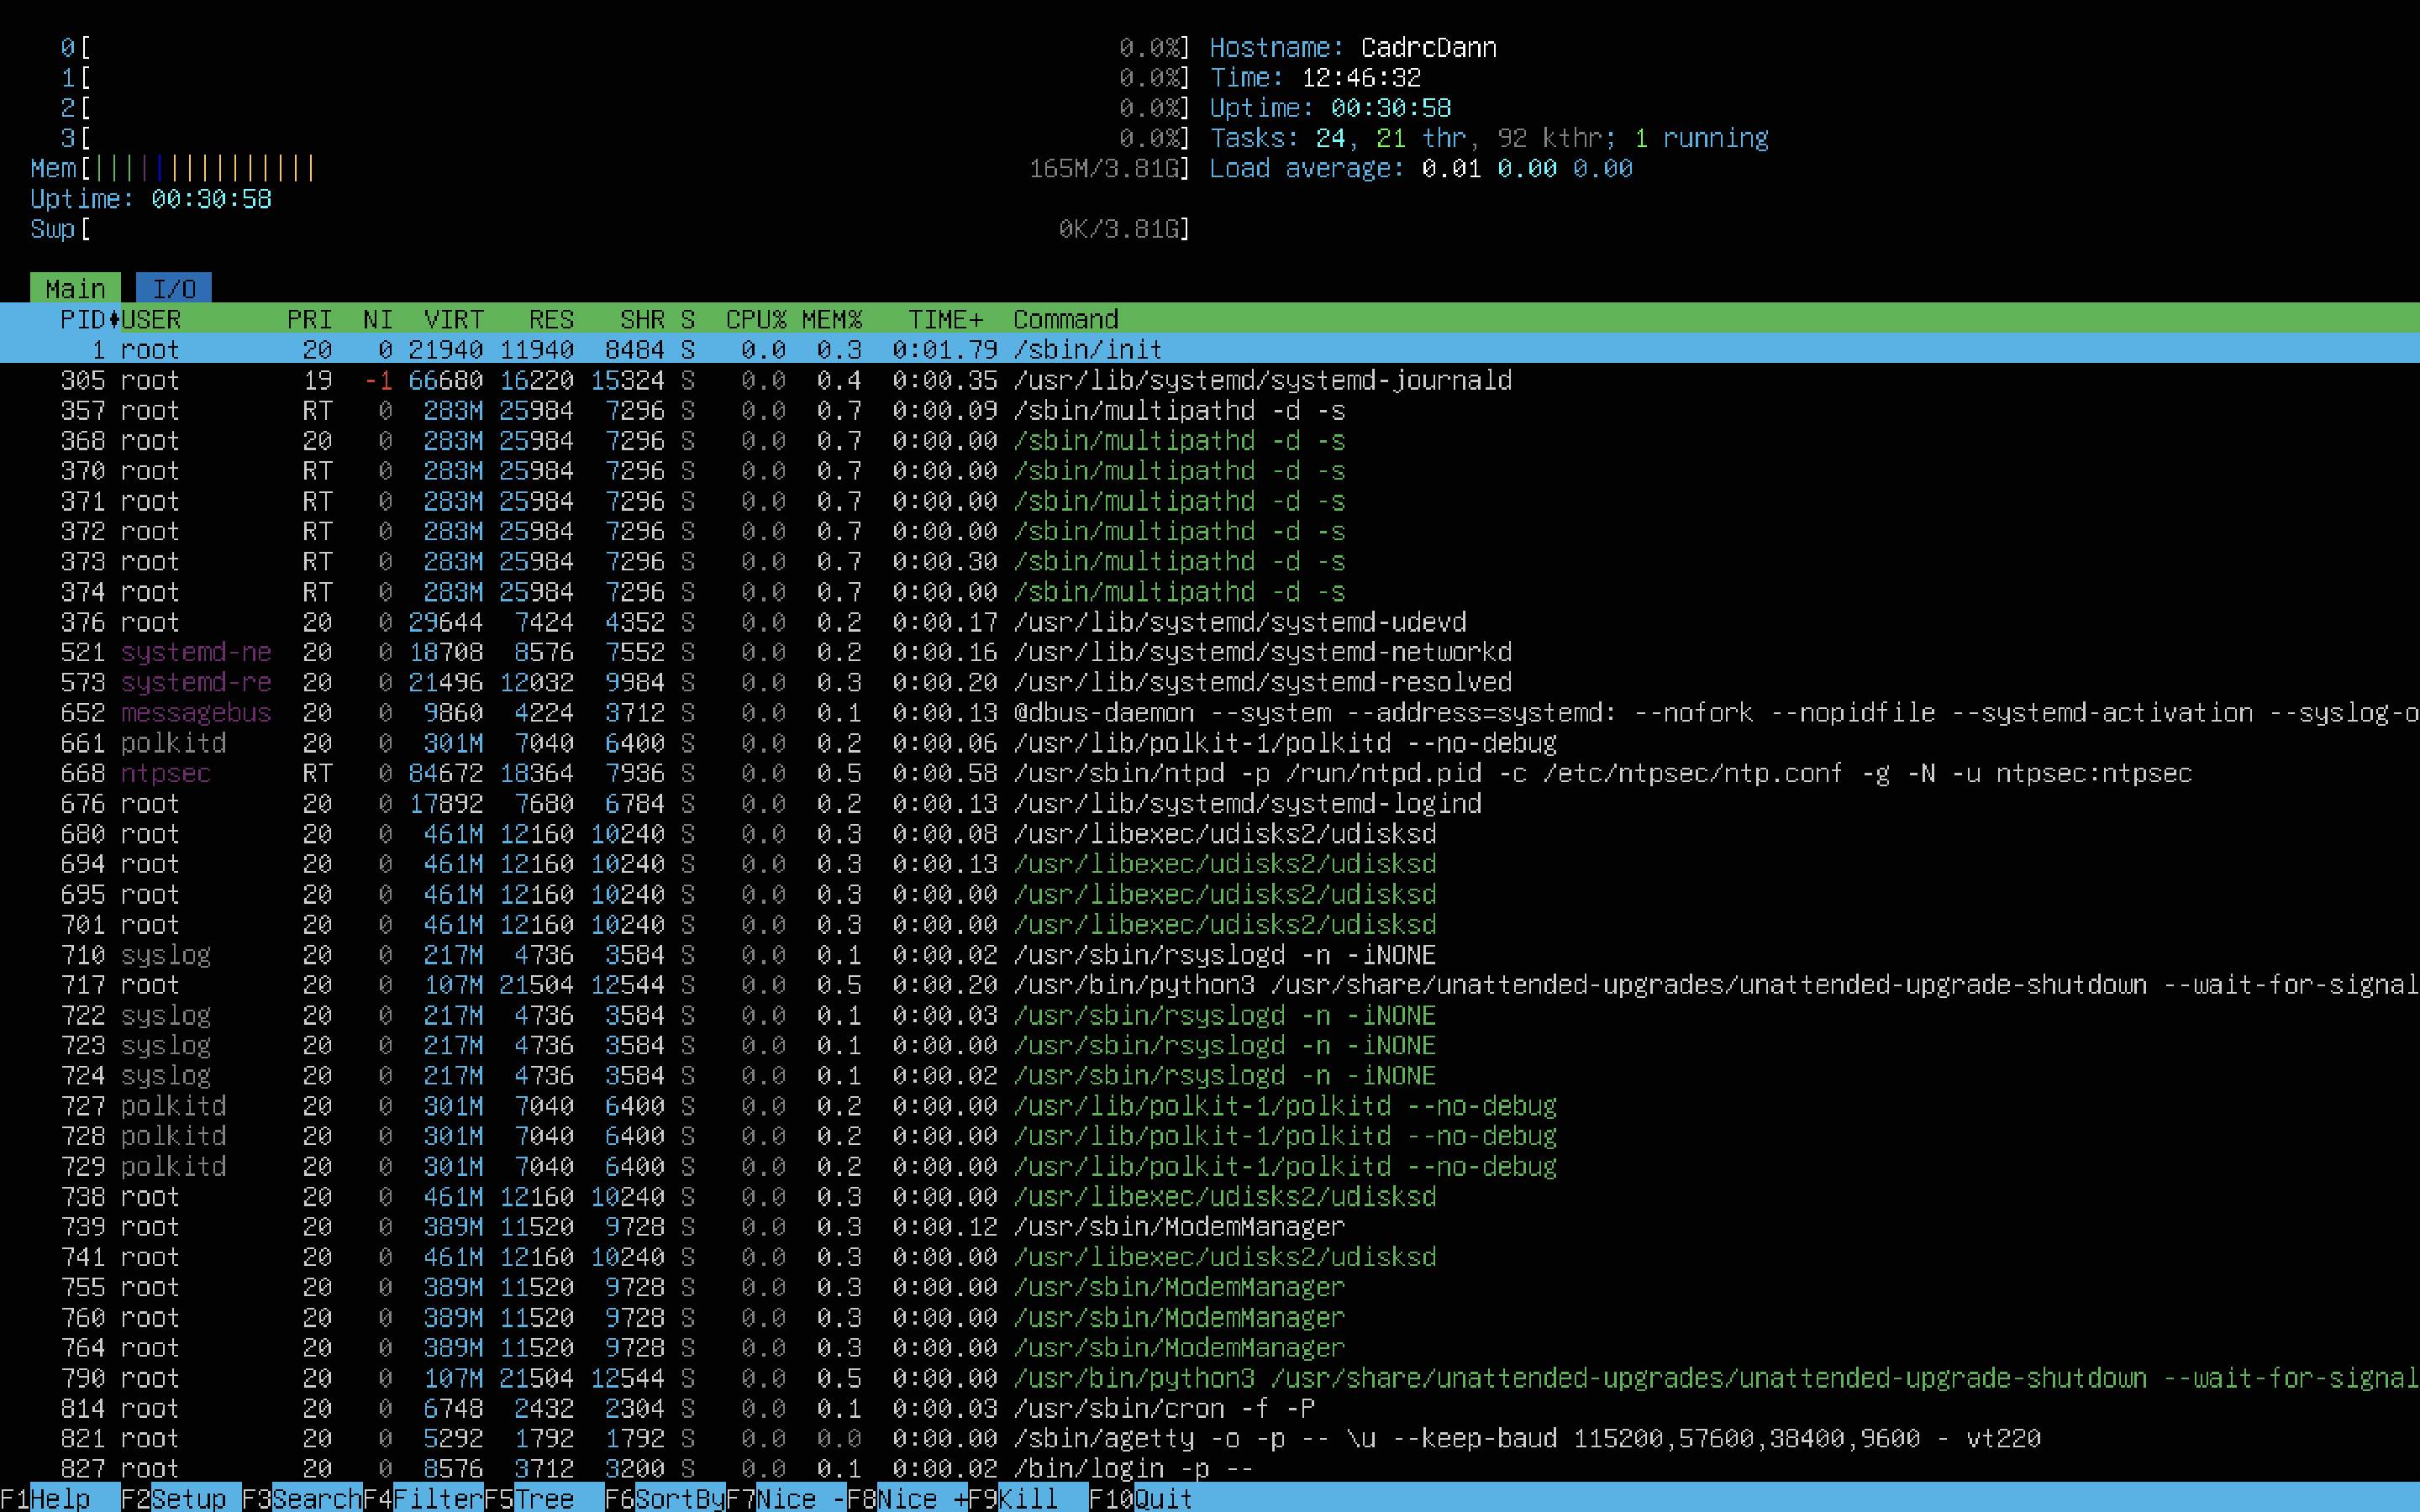 0[ 0.0%] Hostname: CadrcDann
1[ 0.0%] Time: 12:46:32
2[ 0.0%] Uptime: 00:30:58
3[ 0.0%] Tasks: 24, 21 thr, 92 kthr; 1 running
Mem[||||||||||||||| 165M/3.81G] Load average: 0.01 0.00 0.00
Uptime: 00:30:58
Swp[ 0K/3.81G]
Main I/O
PID♦USER PRI NI VIRT RES SHR S CPU% MEM% TIME+ Command
1 root 20 0 21940 11940 8484 S 0.0 0.3 0:01.79 /sbin/init
305 root 19 -1 66680 16220 15324 S 0.0 0.4 0:00.35 /usr/lib/systemd/systemd-journald
357 root RT 0 283M 25984 7296 S 0.0 0.7 0:00.09 /sbin/multipathd -d -s
368 root 20 0 283M 25984 7296 S 0.0 0.7 0:00.00 /sbin/multipathd -d -s
370 root RT 0 283M 25984 7296 S 0.0 0.7 0:00.00 /sbin/multipathd -d -s
371 root RT 0 283M 25984 7296 S 0.0 0.7 0:00.00 /sbin/multipathd -d -s
372 root RT 0 283M 25984 7296 S 0.0 0.7 0:00.00 /sbin/multipathd -d -s
373 root RT 0 283M 25984 7296 S 0.0 0.7 0:00.30 /sbin/multipathd -d -s
374 root RT 0 283M 25984 7296 S 0.0 0.7 0:00.00 /sbin/multipathd -d -s
376 root 20 0 29644 7424 4352 S 0.0 0.2 0:00.17 /usr/lib/systemd/systemd-udevd
521 systemd-ne 20 0 18708 8576 7552 S 0.0 0.2 0:00.16 /usr/lib/systemd/systemd-networkd
573 systemd-re 20 0 21496 12032 9984 S 0.0 0.3 0:00.20 /usr/lib/systemd/systemd-resolved
652 messagebus 20 0 9860 4224 3712 S 0.0 0.1 0:00.13 @dbus-daemon --system --address=systemd: --nofork --nopidfile --systemd-activation --syslog-o
661 polkitd 20 0 301M 7040 6400 S 0.0 0.2 0:00.06 /usr/lib/polkit-1/polkitd --no-debug
668 ntpsec RT 0 84672 18364 7936 S 0.0 0.5 0:00.58 /usr/sbin/ntpd -p /run/ntpd.pid -c /etc/ntpsec/ntp.conf -g -N -u ntpsec:ntpsec
676 root 20 0 17892 7680 6784 S 0.0 0.2 0:00.13 /usr/lib/systemd/systemd-logind
680 root 20 0 461M 12160 10240 S 0.0 0.3 0:00.08 /usr/libexec/udisks2/udisksd
694 root 20 0 461M 12160 10240 S 0.0 0.3 0:00.13 /usr/libexec/udisks2/udisksd
695 root 20 0 461M 12160 10240 S 0.0 0.3 0:00.00 /usr/libexec/udisks2/udisksd
701 root 20 0 461M 12160 10240 S 0.0 0.3 0:00.00 /usr/libexec/udisks2/udisksd
710 syslog 20 0 217M 4736 3584 S 0.0 0.1 0:00.02 /usr/sbin/rsyslogd -n -iNONE
717 root 20 0 107M 21504 12544 S 0.0 0.5 0:00.20 /usr/bin/python3 /usr/share/unattended-upgrades/unattended-upgrade-shutdown --wait-for-signal
722 syslog 20 0 217M 4736 3584 S 0.0 0.1 0:00.03 /usr/sbin/rsyslogd -n -iNONE
723 syslog 20 0 217M 4736 3584 S 0.0 0.1 0:00.00 /usr/sbin/rsyslogd -n -iNONE
724 syslog 20 0 217M 4736 3584 S 0.0 0.1 0:00.02 /usr/sbin/rsyslogd -n -iNONE
727 polkitd 20 0 301M 7040 6400 S 0.0 0.2 0:00.00 /usr/lib/polkit-1/polkitd --no-debug
728 polkitd 20 0 301M 7040 6400 S 0.0 0.2 0:00.00 /usr/lib/polkit-1/polkitd --no-debug
729 polkitd 20 0 301M 7040 6400 S 0.0 0.2 0:00.00 /usr/lib/polkit-1/polkitd --no-debug
738 root 20 0 461M 12160 10240 S 0.0 0.3 0:00.00 /usr/libexec/udisks2/udisksd
739 root 20 0 389M 11520 9728 S 0.0 0.3 0:00.12 /usr/sbin/ModemManager
741 root 20 0 461M 12160 10240 S 0.0 0.3 0:00.00 /usr/libexec/udisks2/udisksd
755 root 20 0 389M 11520 9728 S 0.0 0.3 0:00.00 /usr/sbin/ModemManager
760 root 20 0 389M 11520 9728 S 0.0 0.3 0:00.00 /usr/sbin/ModemManager
764 root 20 0 389M 11520 9728 S 0.0 0.3 0:00.00 /usr/sbin/ModemManager
790 root 20 0 107M 21504 12544 S 0.0 0.5 0:00.00 /usr/bin/python3 /usr/share/unattended-upgrades/unattended-upgrade-shutdown --wait-for-signal
814 root 20 0 6748 2432 2304 S 0.0 0.1 0:00.03 /usr/sbin/cron -f -P
821 root 20 0 5292 1792 1792 S 0.0 0.0 0:00.00 /sbin/agetty -o -p -- \u --keep-baud 115200,57600,38400,9600 - vt220
827 root 20 0 8576 3712 3200 S 0.0 0.1 0:00.02 /bin/login -p --
F1Help F2Setup F3SearchF4FilterF5Tree F6SortByF7Nice -F8Nice +F9Kill F10Quit